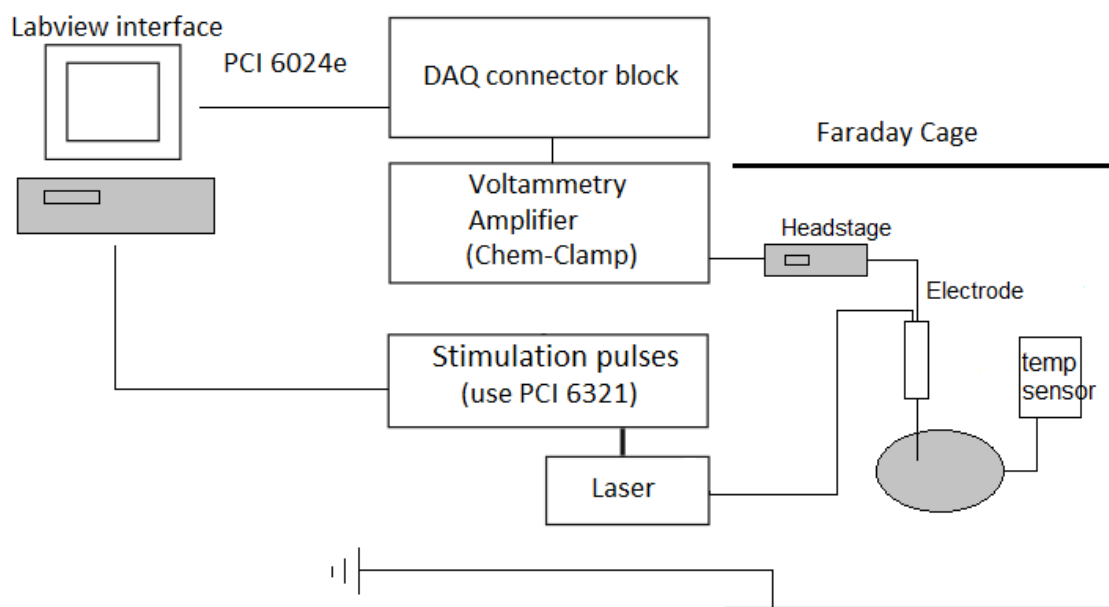 Labview interface
PCI 6024e
DAQ connector block
Faraday Cage
Voltammetry
Amplifier
(Chem-Clamp)
Headstage
Electrode
Stimulation pulses
(use PCI 6321)
temp
sensor
Laser